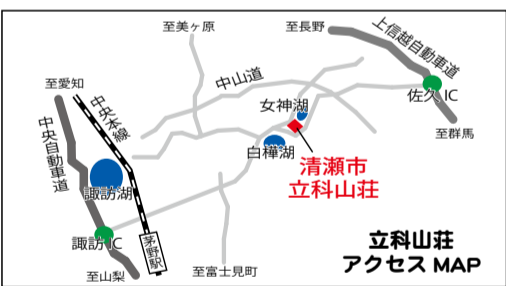 至美ヶ原
至長野
上信越自動車道
至愛知
中央本線
中山道
女神湖
佐久IC
中央自動車道
至群馬
白樺湖
清瀬市
立科山荘
諏訪湖
諏訪IC
茅野駅
至山梨
至富士見町
立科山荘
アクセスMAP